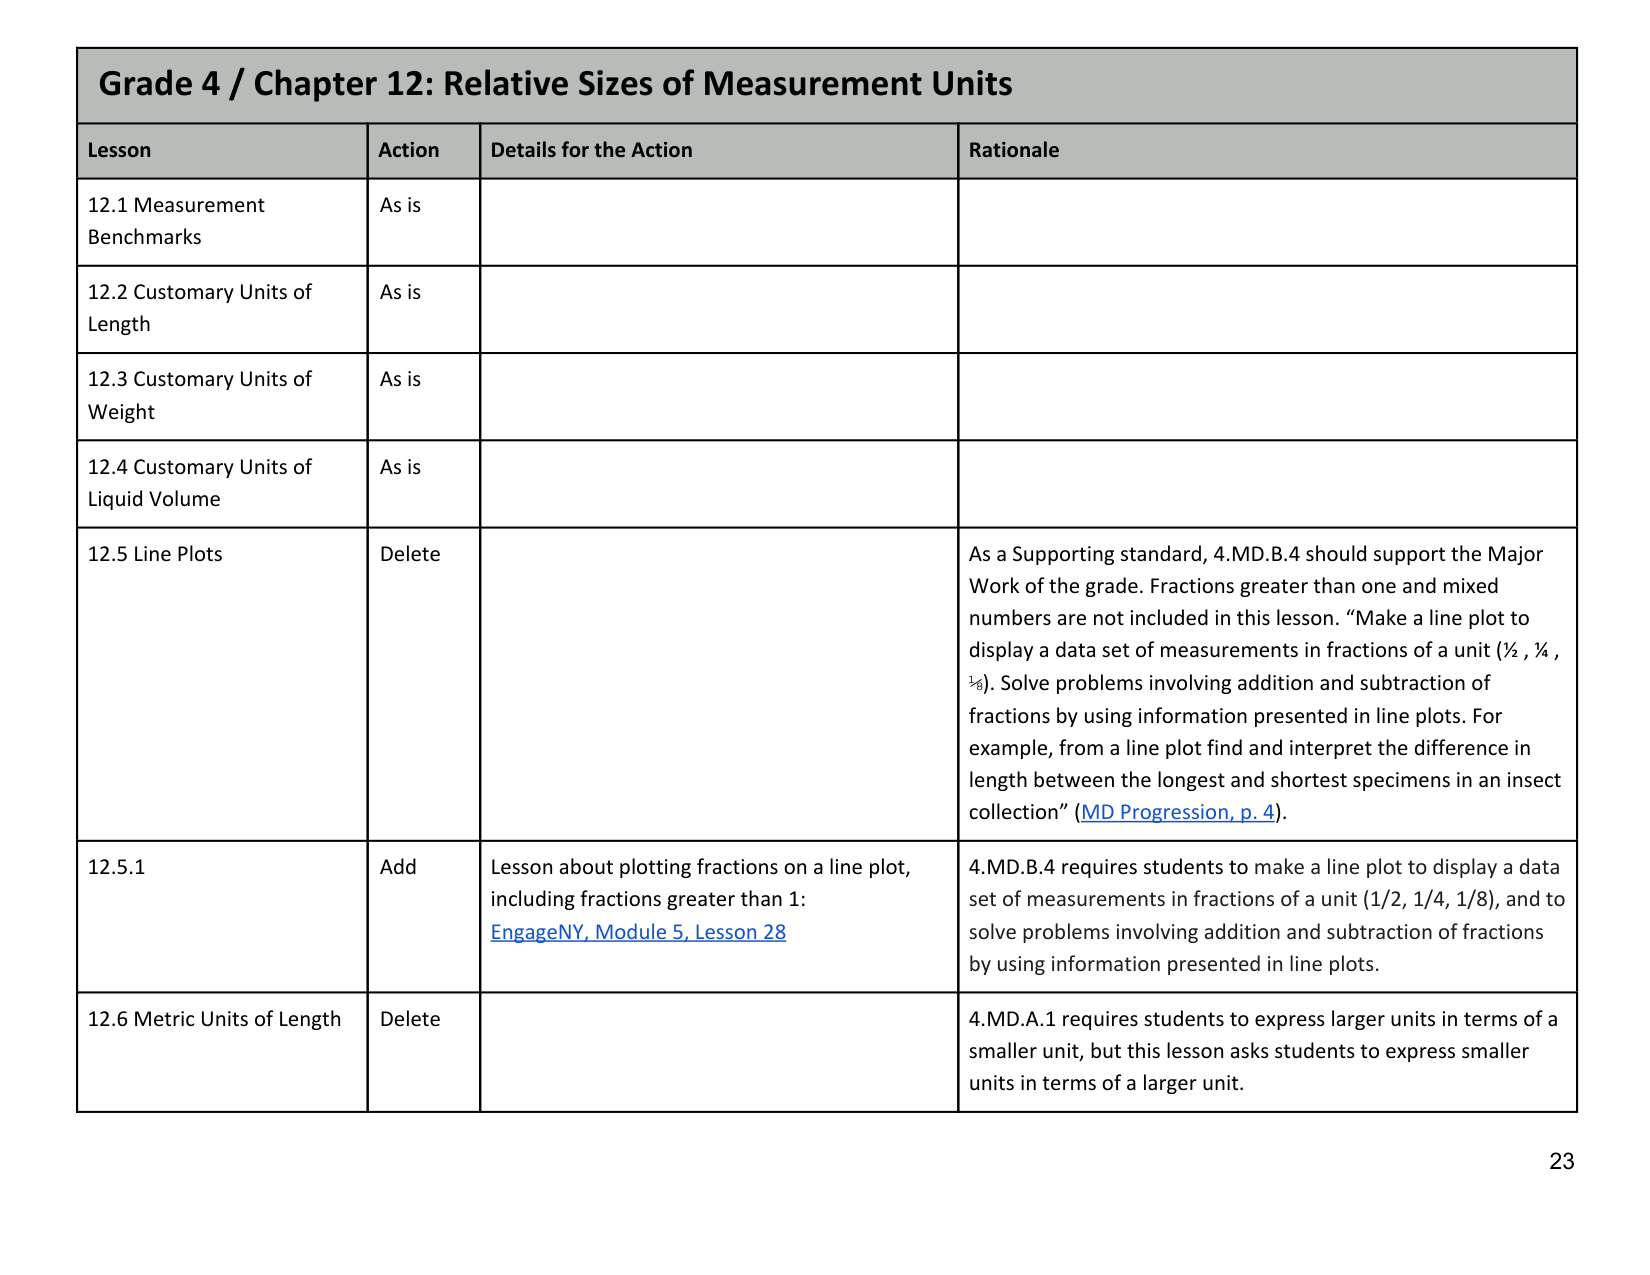 Grade 4 / Chapter 12: Relative Sizes of Measurement Units
Lesson
Action
Details for the Action
Rationale
12.1 Measurement
Benchmarks
As is
12.2 Customary Units of
Length
As is
12.3 Customary Units of
Weight
As is
12.4 Customary Units of
Liquid Volume
As is
12.5 Line Plots
Delete
As a Supporting standard, 4.MD.B.4 should support the Major
Work of the grade. Fractions greater than one and mixed
numbers are not included in this lesson. “Make a line plot to
display a data set of measurements in fractions of a unit (½ , ¼ ,
⅛). Solve problems involving addition and subtraction of
fractions by using information presented in line plots. For
example, from a line plot find and interpret the difference in
length between the longest and shortest specimens in an insect
collection” (MD Progression, p. 4).
12.5.1
Add
Lesson about plotting fractions on a line plot,
including fractions greater than 1:
EngageNY, Module 5, Lesson 28
4.MD.B.4 requires students to make a line plot to display a data
set of measurements in fractions of a unit (1/2, 1/4, 1/8), and to
solve problems involving addition and subtraction of fractions
by using information presented in line plots.
12.6 Metric Units of Length
Delete
4.MD.A.1 requires students to express larger units in terms of a
smaller unit, but this lesson asks students to express smaller
units in terms of a larger unit.
23